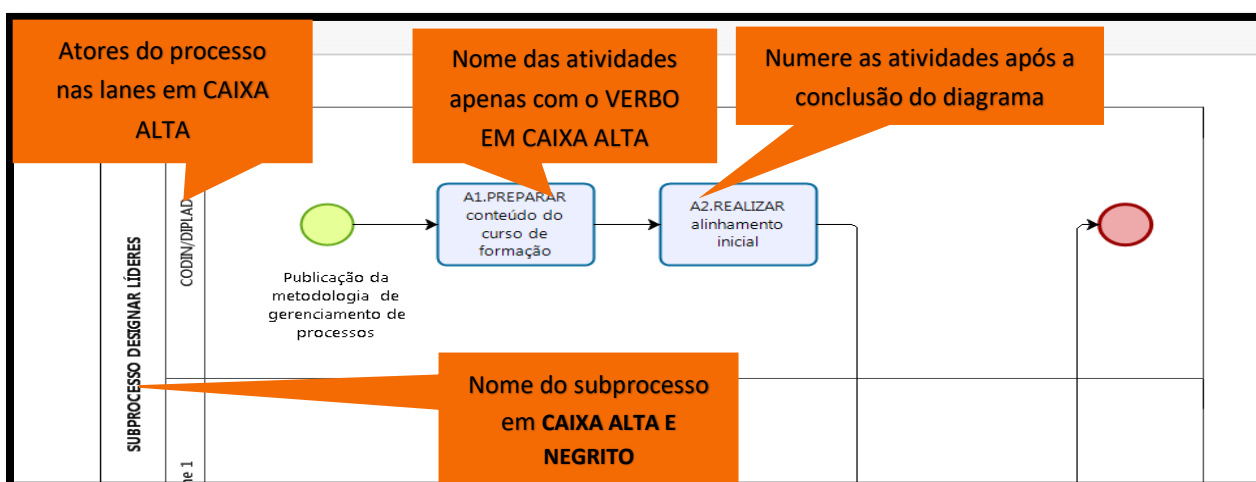 Atores do processo
nas lanes em CAIXA
ALTA
Nome das atividades
apenas com o VERBO
EM CAIXA ALTA
Numere as atividades após a
conclusão do diagrama
SUBPROCESSO DESIGNAR LÍDERES
CODIN/DIPLAD
A1.PREPARAR
conteúdo do
curso de
formação
A2.REALIZAR
alinhamento
inicial
Publicação da
metodologia de
gerenciamento de
processos
Nome do subprocesso
em CAIXA ALTA E
NEGRITO